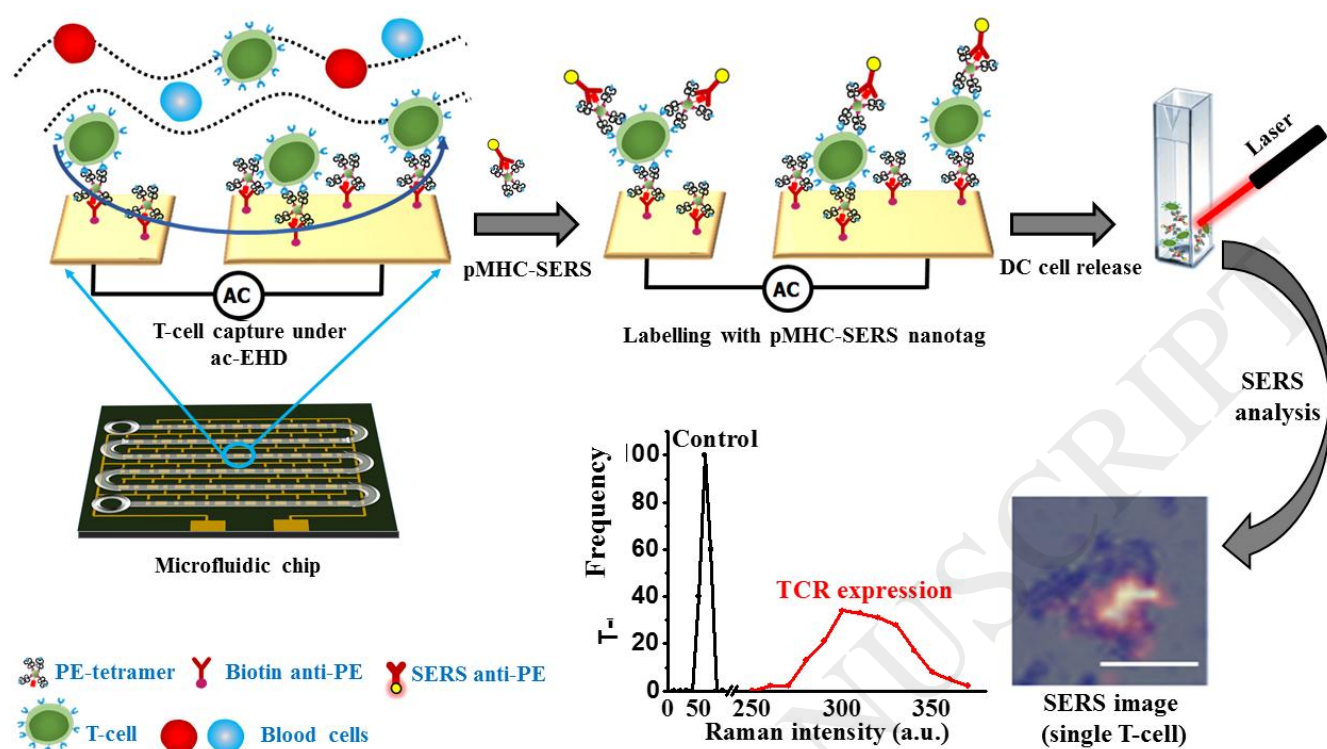 Laser
pMHC-SERS
DC cell release
AC
T-cell capture under
ac-EHD
AC
Labelling with pMHC-SERS nanotag
SERS
analysis
Microfluidic chip
Control
Frequency
T-
100
80
60
40
20
0
TCR expression
0 50 250 300 350
Raman intensity (a.u.)
SERS image
(single T-cell)
PE-tetramer
Biotin anti-PE
SERS anti-PE
T-cell
Blood cells
NUSCRIPT